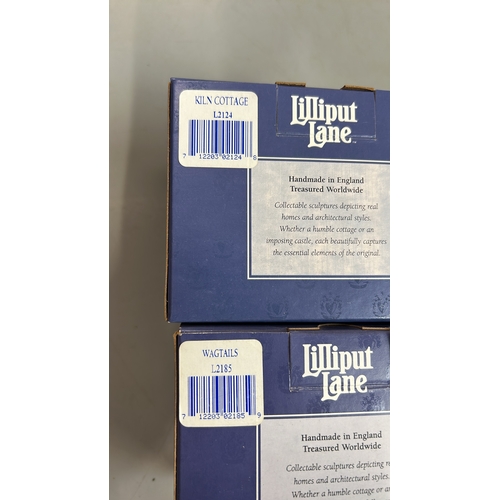 KILN COTTAGE
L2124
7 12203 02124 8
Lilliput
Lane™
Handmade in England
Treasured Worldwide
Collectable sculptures depicting real
homes and architectural styles.
Whether a humble cottage or an
imposing castle, each beautifully captures
the essential elements of the original.
WAGTAILS
L2185
7 12203 02185 9
Lilliput
Lane
Handmade in England
Treasured Worldwide
Collectable sculptures depicting
homes and architectural styles.
Whether a humble cottage or an